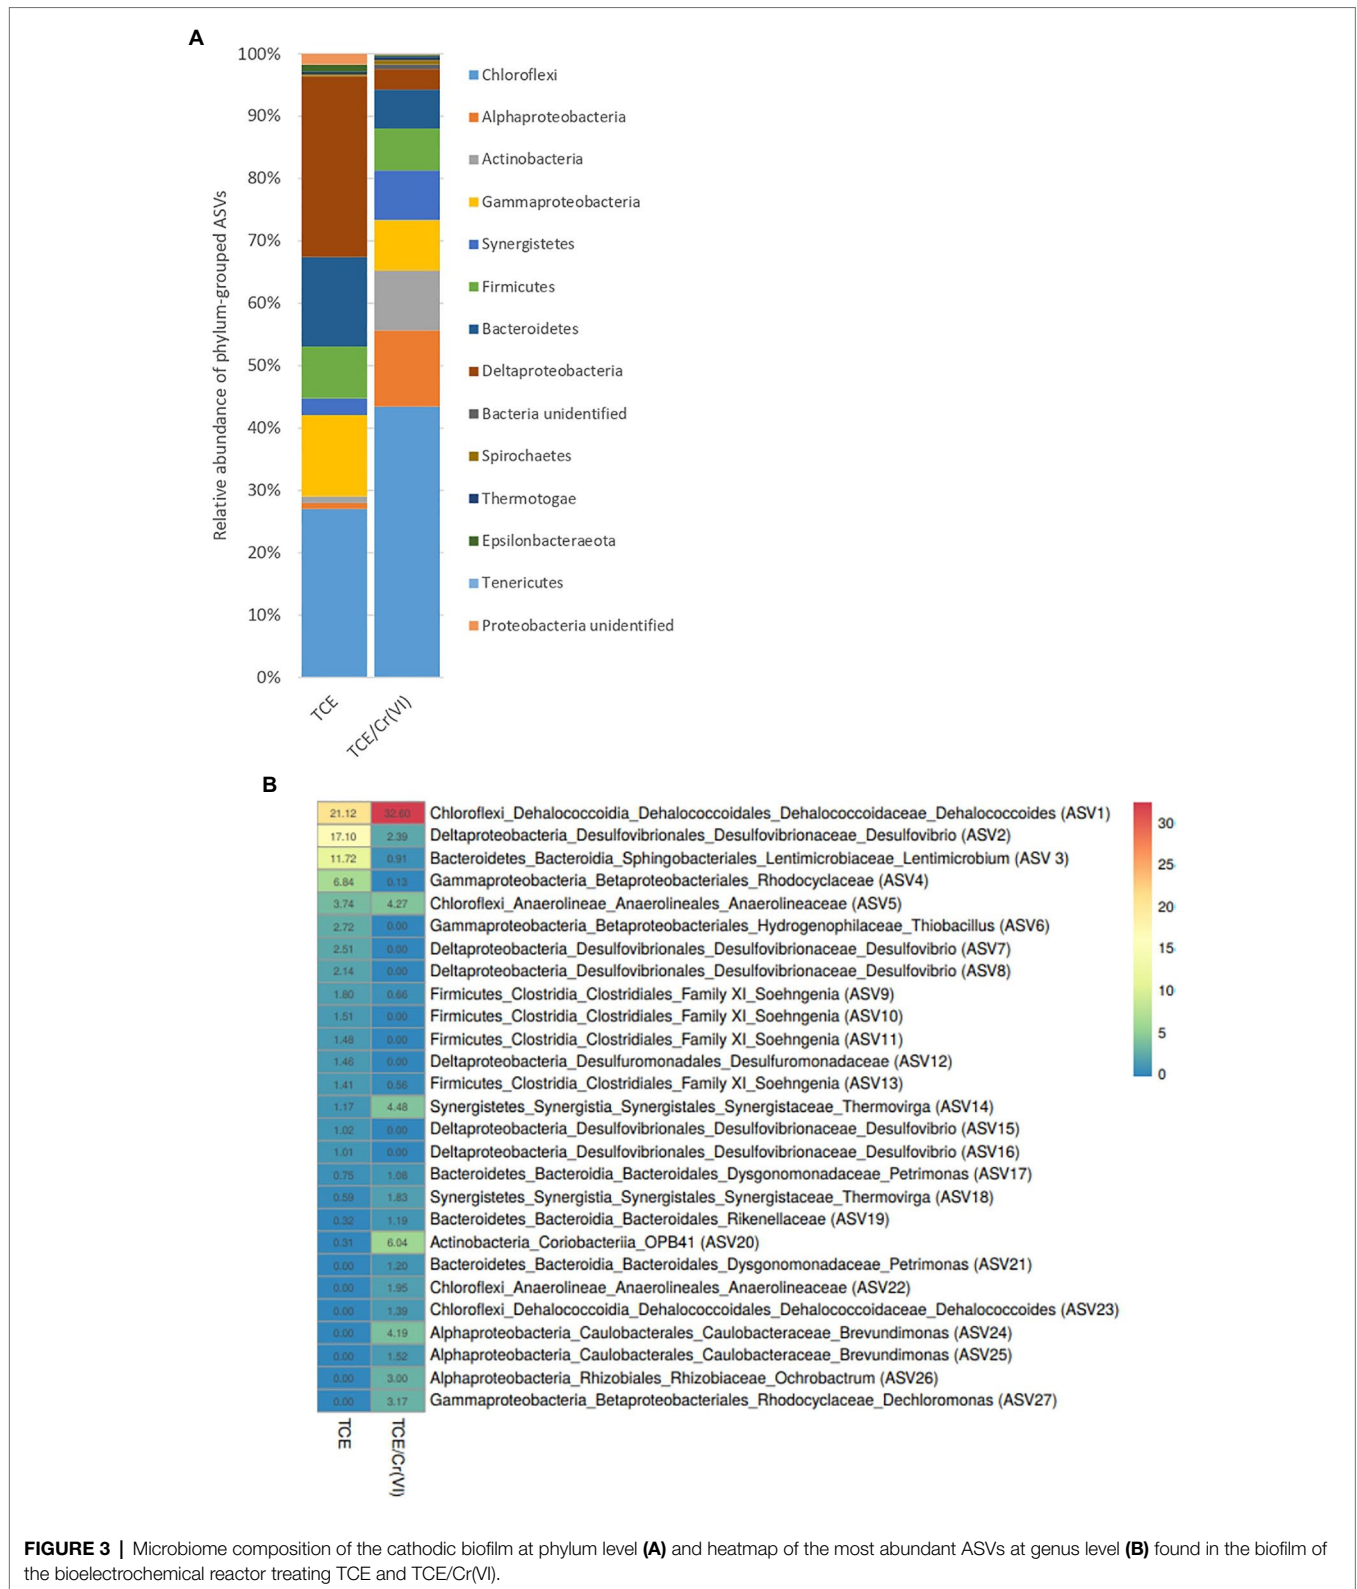 A
100%
90%
80%
70%
60%
50%
40%
30%
20%
10%
0%
Relative abundance of phylum-grouped ASVs
TCE
TCE/Cr(VI)
Chloroflexi
Alphaproteobacteria
Actinobacteria
Gammaproteobacteria
Synergistetes
Firmicutes
Bacteroidetes
Deltaproteobacteria
Bacteria unidentified
Spirochaetes
Thermotogae
Epsilonbacteraeota
Tenericutes
Proteobacteria unidentified
B
21.12 32.60 Chloroflexi_Dehalococcoidia_Dehalococcoidales_Dehalococcoidaceae_Dehalococcoides (ASV1)
17.10 2.39 Deltaproteobacteria_Desulfovibrionales_Desulfovibrionaceae_Desulfovibrio (ASV2)
11.72 0.91 Bacteroidetes_Bacteroidia_Sphingobacteriales_Lentimicrobiaceae_Lentimicrobium (ASV 3)
6.84 0.13 Gammaproteobacteria_Betaproteobacteriales_Rhodocyclaceae (ASV4)
3.74 4.27 Chloroflexi_Anaerolineae_Anaerolineales_Anaerolineaceae (ASV5)
2.72 0.00 Gammaproteobacteria_Betaproteobacteriales_Hydrogenophilaceae_Thiobacillus (ASV6)
2.51 0.00 Deltaproteobacteria_Desulfovibrionales_Desulfovibrionaceae_Desulfovibrio (ASV7)
2.14 0.00 Deltaproteobacteria_Desulfovibrionales_Desulfovibrionaceae_Desulfovibrio (ASV8)
1.80 0.66 Firmicutes_Clostridia_Clostridiales_Family XI_Soehngenia (ASV9)
1.51 0.00 Firmicutes_Clostridia_Clostridiales_Family XI_Soehngenia (ASV10)
1.48 0.00 Firmicutes_Clostridia_Clostridiales_Family XI_Soehngenia (ASV11)
1.46 0.00 Deltaproteobacteria_Desulfuromonadales_Desulfuromonadaceae (ASV12)
1.41 0.56 Firmicutes_Clostridia_Clostridiales_Family XI_Soehngenia (ASV13)
1.17 4.48 Synergistetes_Synergistia_Synergistales_Synergistaceae_Thermovirga (ASV14)
1.02 0.00 Deltaproteobacteria_Desulfovibrionales_Desulfovibrionaceae_Desulfovibrio (ASV15)
1.01 0.00 Deltaproteobacteria_Desulfovibrionales_Desulfovibrionaceae_Desulfovibrio (ASV16)
0.75 1.08 Bacteroidetes_Bacteroidia_Bacteroidales_Dysgonomonadaceae_Petrimonas (ASV17)
0.59 1.83 Synergistetes_Synergistia_Synergistales_Synergistaceae_Thermovirga (ASV18)
0.32 1.19 Bacteroidetes_Bacteroidia_Bacteroidales_Rikenellaceae (ASV19)
0.31 6.04 Actinobacteria_Coriobacteriia_OPB41 (ASV20)
0.00 1.20 Bacteroidetes_Bacteroidia_Bacteroidales_Dysgonomonadaceae_Petrimonas (ASV21)
0.00 1.95 Chloroflexi_Anaerolineae_Anaerolineales_Anaerolineaceae (ASV22)
0.00 1.39 Chloroflexi_Dehalococcoidia_Dehalococcoidales_Dehalococcoidaceae_Dehalococcoides (ASV23)
0.00 4.19 Alphaproteobacteria_Caulobacterales_Caulobacteraceae_Brevundimonas (ASV24)
0.00 1.52 Alphaproteobacteria_Caulobacterales_Caulobacteraceae_Brevundimonas (ASV25)
0.00 3.00 Alphaproteobacteria_Rhizobiales_Rhizobiaceae_Ochrobactrum (ASV26)
0.00 3.17 Gammaproteobacteria_Betaproteobacteriales_Rhodocyclaceae_Dechloromonas (ASV27)
TCE
TCE/Cr(VI)
30
25
20
15
10
5
0
FIGURE 3 | Microbiome composition of the cathodic biofilm at phylum level (A) and heatmap of the most abundant ASVs at genus level (B) found in the biofilm of
the bioelectrochemical reactor treating TCE and TCE/Cr(VI).